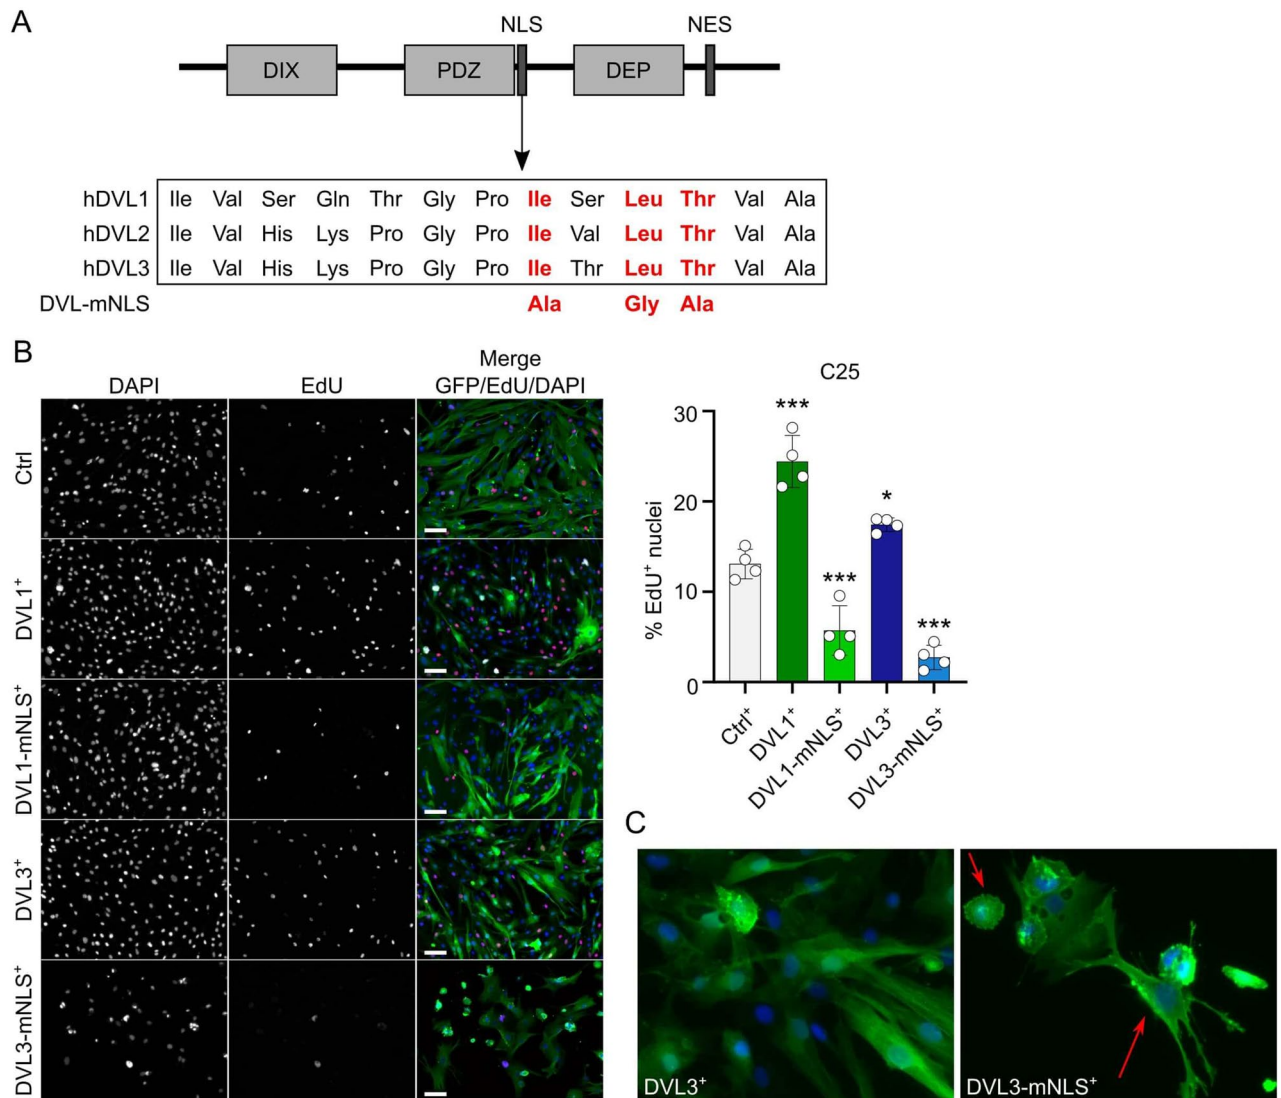 A
NLS NES
DIX PDZ DEP
hDVL1 Ile Val Ser Gln Thr Gly Pro Ile Ser Leu Thr Val Ala
hDVL2 Ile Val His Lys Pro Gly Pro Ile Val Leu Thr Val Ala
hDVL3 Ile Val His Lys Pro Gly Pro Ile Thr Leu Thr Val Ala
DVL-mNLS Ala Gly Ala
B
DAPI EdU Merge
GFP/EdU/DAPI
Ctrl
DVL1⁺
DVL1-mNLS⁺
DVL3⁺
DVL3-mNLS⁺
C25
% EdU⁺ nuclei
30
20
10
0
***
***
*
***
Ctrl⁺
DVL1⁺
DVL1-mNLS⁺
DVL3⁺
DVL3-mNLS⁺
C
DVL3⁺
DVL3-mNLS⁺